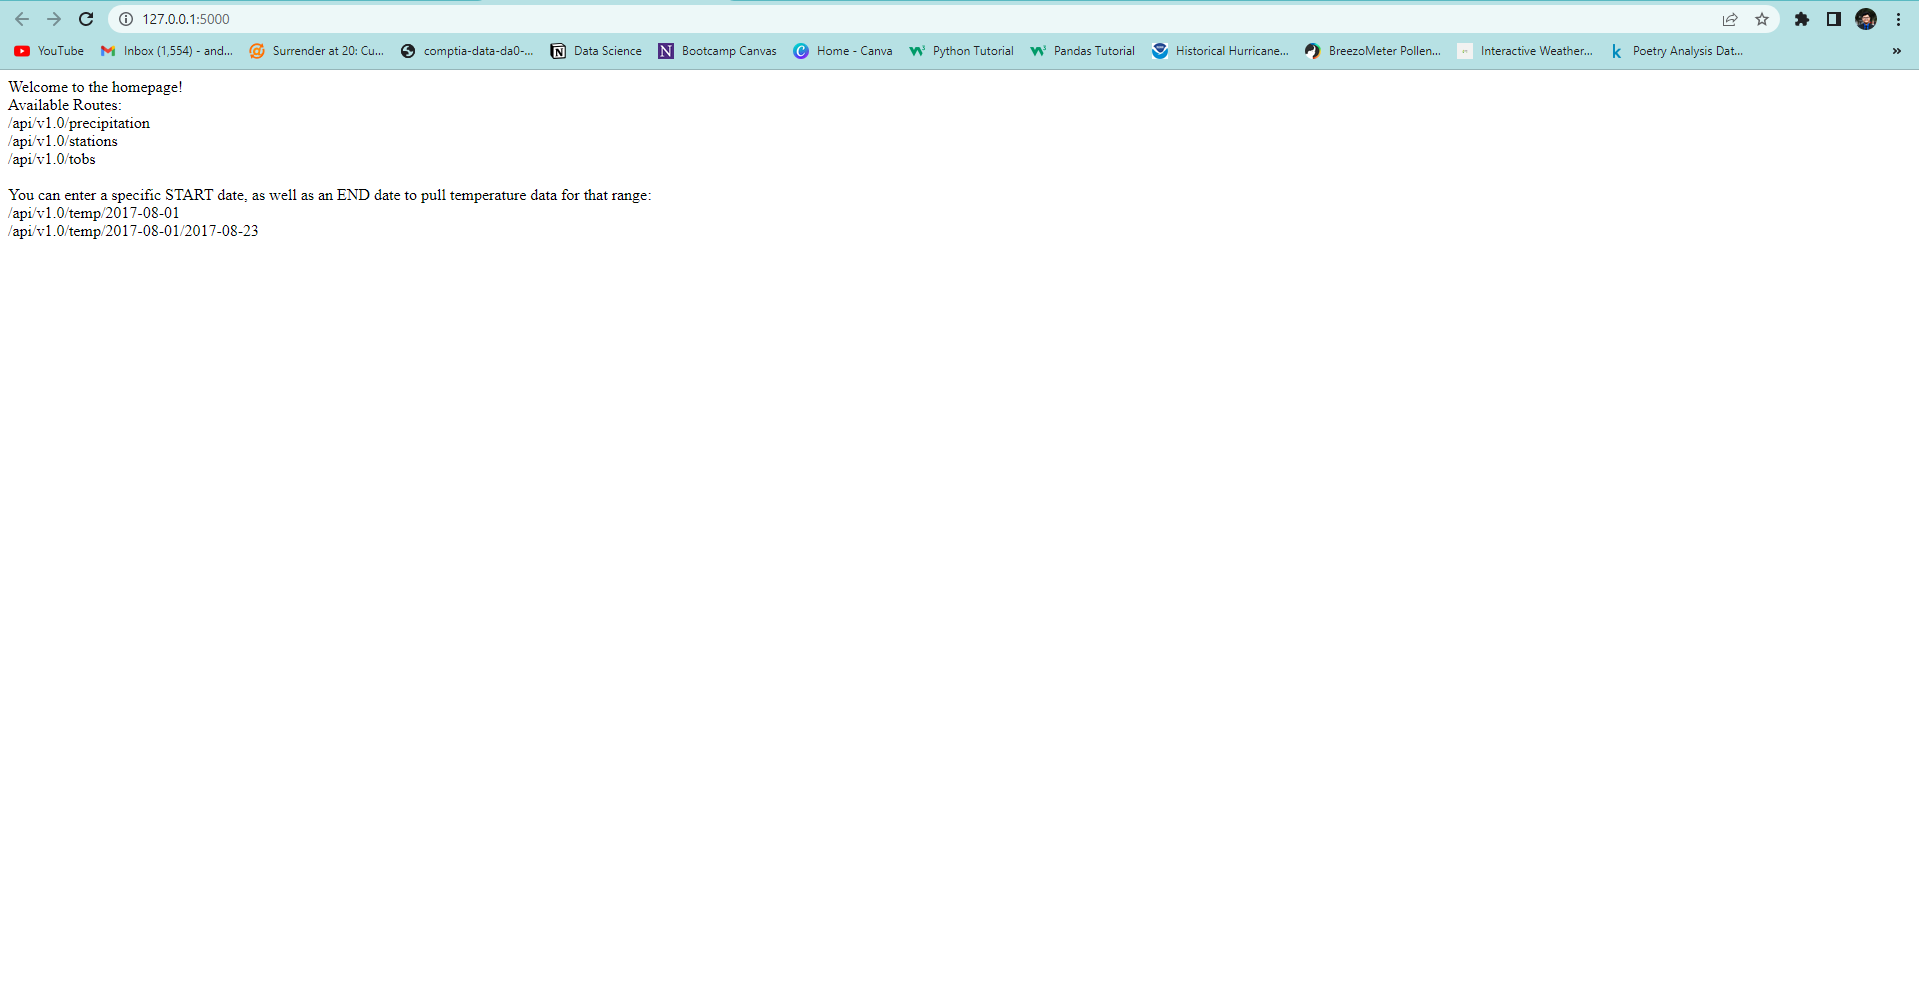 127.0.0.1:5000
YouTube Inbox (1,554) - and... Surrender at 20: Cu... comptia-data-da0-... Data Science N Bootcamp Canvas C Home - Canva Python Tutorial Pandas Tutorial Historical Hurricane... BreezoMeter Pollen... Interactive Weather... k Poetry Analysis Dat... »
Welcome to the homepage!
Available Routes:
/api/v1.0/precipitation
/api/v1.0/stations
/api/v1.0/tobs
You can enter a specific START date, as well as an END date to pull temperature data for that range:
/api/v1.0/temp/2017-08-01
/api/v1.0/temp/2017-08-01/2017-08-23